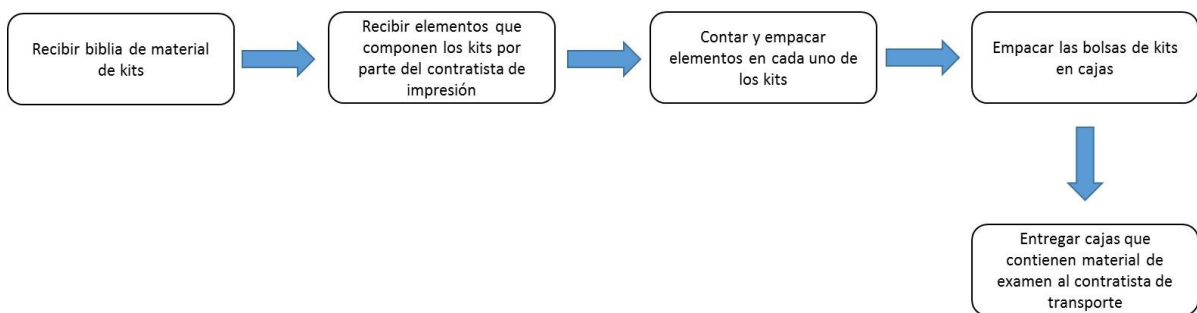 Recibir biblia de material
de kits
Recibir elementos que
componen los kits por
parte del contratista de
impresión
Contar y empacar
elementos en cada uno de
los kits
Empacar las bolsas de kits
en cajas
Entregar cajas que
contienen material de
examen al contratista de
transporte